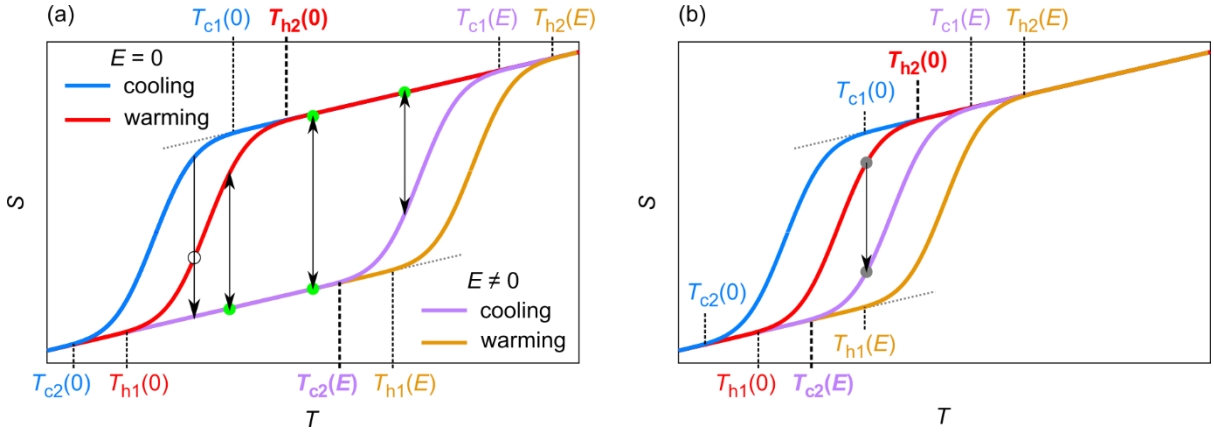 (a)
T_c1(0) T_h2(0) T_c1(E) T_h2(E)
E = 0
cooling
warming
S
E ≠ 0
cooling
warming
T_c2(0) T_h1(0) T_c2(E) T_h1(E)
T
(b)
T_c1(E) T_h2(E)
T_h2(0)
T_c1(0)
S
T_c2(0)
T_h1(E)
T_h1(0)
T_c2(E)
T